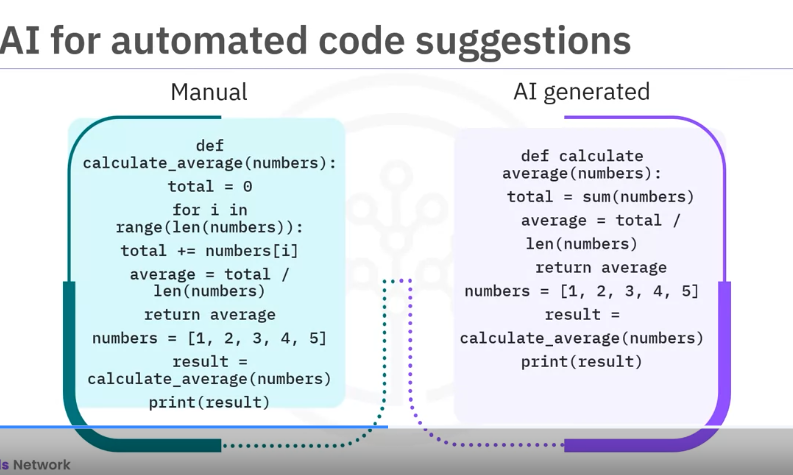 AI for automated code suggestions
Manual
def
calculate_average(numbers):
total = 0
for i in
range(len(numbers)):
total += numbers[i]
average = total /
len(numbers)
return average
numbers = [1, 2, 3, 4, 5]
result =
calculate_average(numbers)
print(result)
AI generated
def calculate
average(numbers):
total = sum(numbers)
average = total /
len(numbers)
return average
numbers = [1, 2, 3, 4, 5]
result =
calculate_average(numbers)
print(result)
ls Network